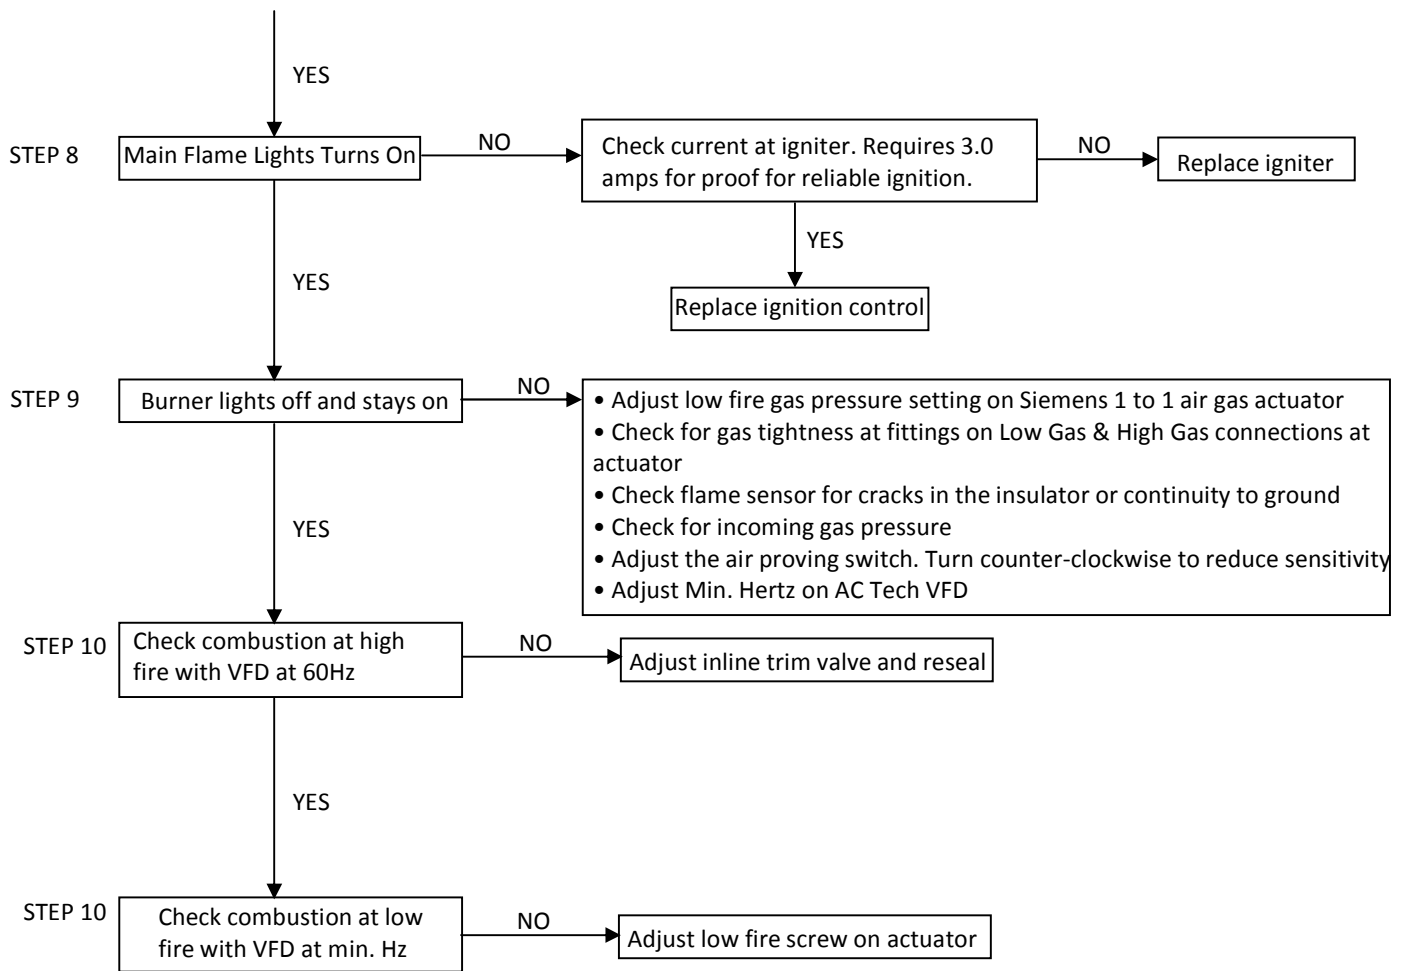 YES
STEP 8
Main Flame Lights Turns On
NO
Check current at igniter. Requires 3.0
amps for proof for reliable ignition.
NO
Replace igniter
YES
YES
Replace ignition control
STEP 9
Burner lights off and stays on
NO
• Adjust low fire gas pressure setting on Siemens 1 to 1 air gas actuator
• Check for gas tightness at fittings on Low Gas & High Gas connections at
actuator
• Check flame sensor for cracks in the insulator or continuity to ground
• Check for incoming gas pressure
• Adjust the air proving switch. Turn counter-clockwise to reduce sensitivity
• Adjust Min. Hertz on AC Tech VFD
YES
STEP 10
Check combustion at high
fire with VFD at 60Hz
NO
Adjust inline trim valve and reseal
YES
STEP 10
Check combustion at low
fire with VFD at min. Hz
NO
Adjust low fire screw on actuator